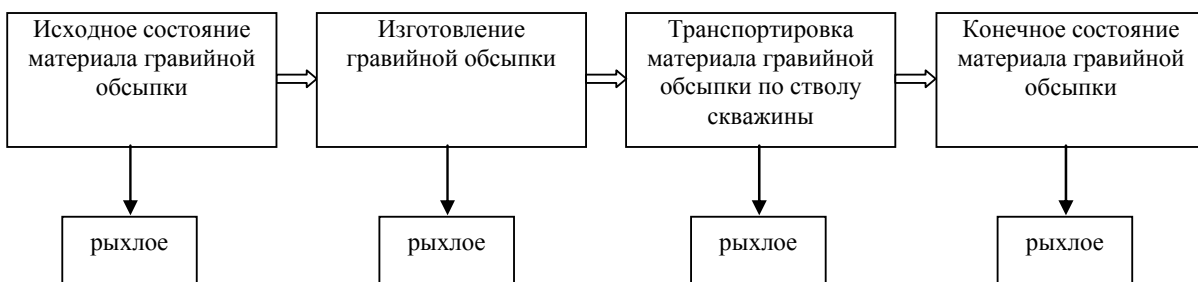 Исходное состояние
материала гравийной
обсыпки
Изготовление
гравийной обсыпки
Транспортировка
материала гравийной
обсыпки по стволу
скважины
Конечное состояние
материала гравийной
обсыпки
рыхлое
рыхлое
рыхлое
рыхлое